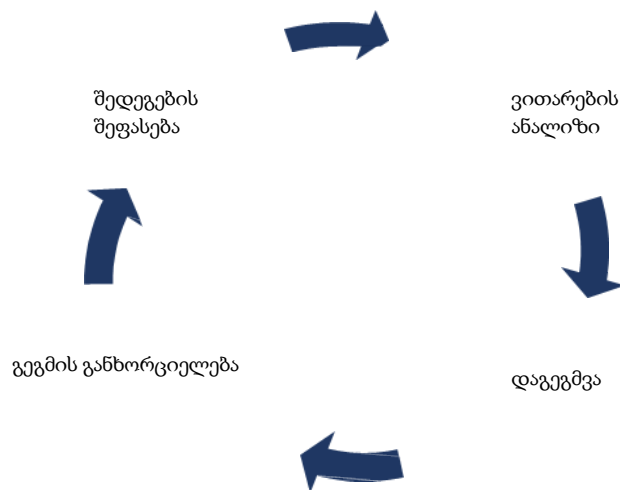 შედეგების
შეფასება
ვითარების
ანალიზი
გეგმის განხორციელება
დაგეგმვა